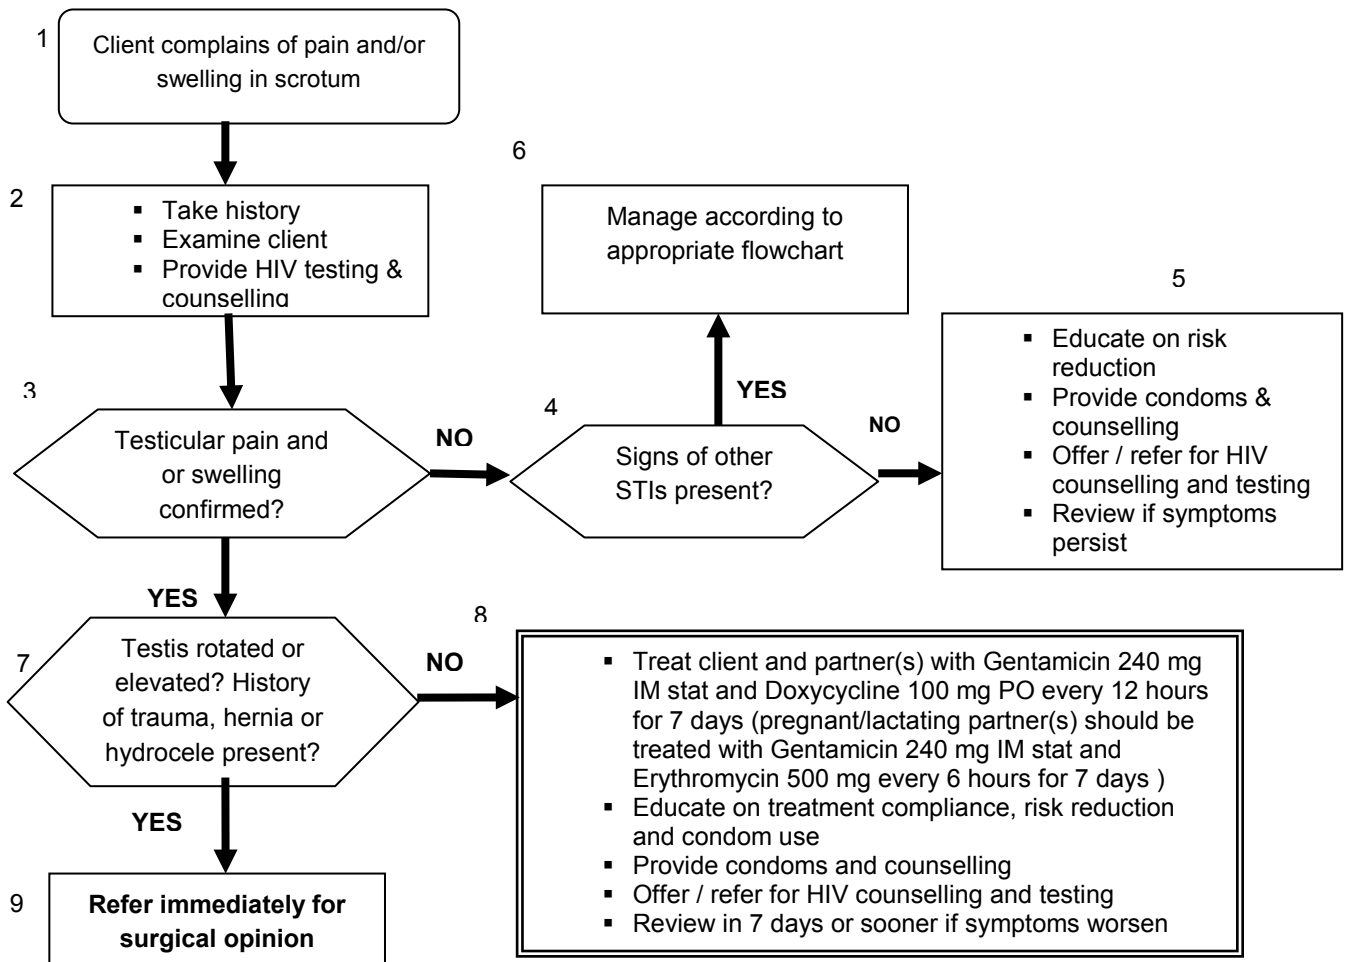 1
Client complains of pain and/or
swelling in scrotum
2
▪ Take history
▪ Examine client
▪ Provide HIV testing &
counselling
3
Testicular pain and
or swelling
confirmed?
NO
4
Signs of other
STIs present?
YES
6
Manage according to
appropriate flowchart
NO
5
▪ Educate on risk
reduction
▪ Provide condoms &
counselling
▪ Offer / refer for HIV
counselling and testing
▪ Review if symptoms
persist
YES
7
Testis rotated or
elevated? History
of trauma, hernia or
hydrocele present?
NO
8
▪ Treat client and partner(s) with Gentamicin 240 mg
IM stat and Doxycycline 100 mg PO every 12 hours
for 7 days (pregnant/lactating partner(s) should be
treated with Gentamicin 240 mg IM stat and
Erythromycin 500 mg every 6 hours for 7 days )
▪ Educate on treatment compliance, risk reduction
and condom use
▪ Provide condoms and counselling
▪ Offer / refer for HIV counselling and testing
▪ Review in 7 days or sooner if symptoms worsen
YES
9
Refer immediately for
surgical opinion